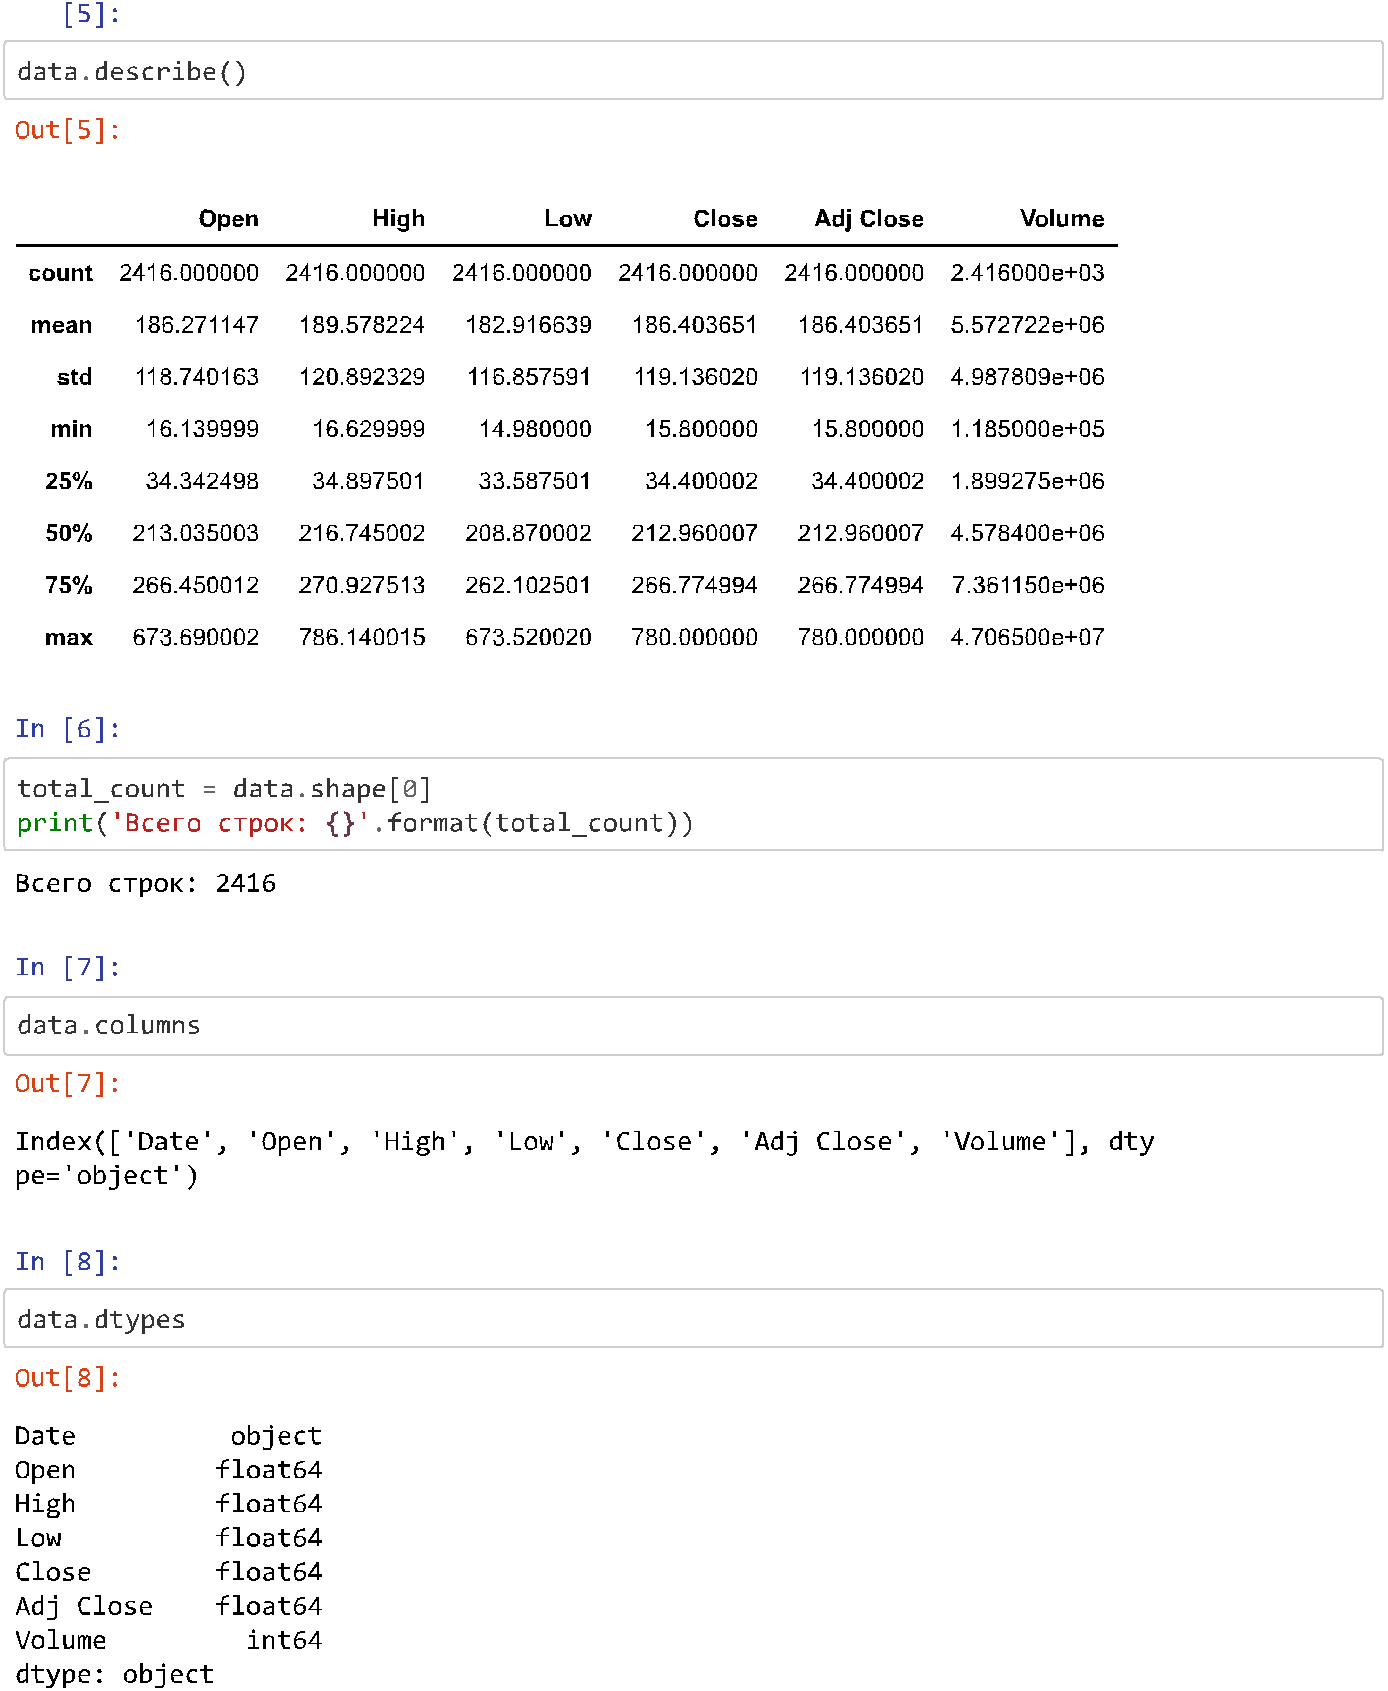 [5]:
data.describe()
Out[5]:
Open High Low Close Adj Close Volume
count 2416.000000 2416.000000 2416.000000 2416.000000 2416.000000 2.416000e+03
mean 186.271147 189.578224 182.916639 186.403651 186.403651 5.572722e+06
std 118.740163 120.892329 116.857591 119.136020 119.136020 4.987809e+06
min 16.139999 16.629999 14.980000 15.800000 15.800000 1.185000e+05
25% 34.342498 34.897501 33.587501 34.400002 34.400002 1.899275e+06
50% 213.035003 216.745002 208.870002 212.960007 212.960007 4.578400e+06
75% 266.450012 270.927513 262.102501 266.774994 266.774994 7.361150e+06
max 673.690002 786.140015 673.520020 780.000000 780.000000 4.706500e+07
In [6]:
total_count = data.shape[0]
print('Всего строк: {}'.format(total_count))
Всего строк: 2416
In [7]:
data.columns
Out[7]:
Index(['Date', 'Open', 'High', 'Low', 'Close', 'Adj Close', 'Volume'], dty
pe='object')
In [8]:
data.dtypes
Out[8]:
Date object
Open float64
High float64
Low float64
Close float64
Adj Close float64
Volume int64
dtype: object